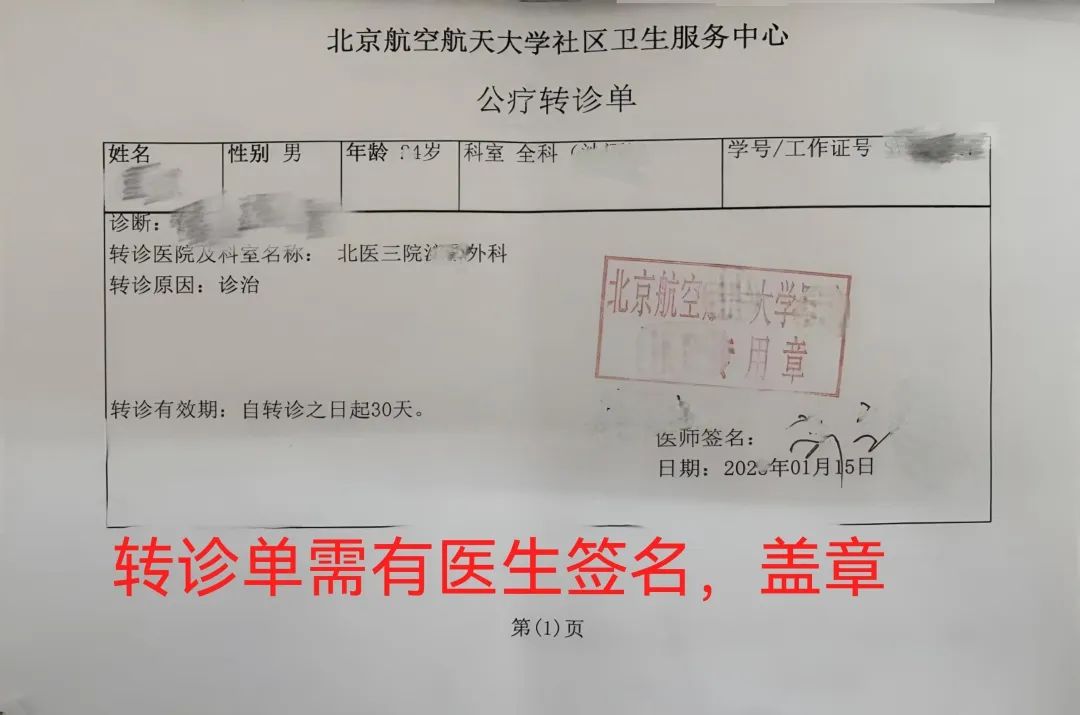 北京航空航天大学社区卫生服务中心
公疗转诊单
姓名 性别 男 年龄 4岁 科室 全科 学号/工作证号
诊断：
转诊医院及科室名称： 北医三院 外科
转诊原因：诊治
北京航空 大学
专用章
转诊有效期：自转诊之日起30天。
医师签名：
日期：202 年01月15日
转诊单需有医生签名，盖章
第(1)页